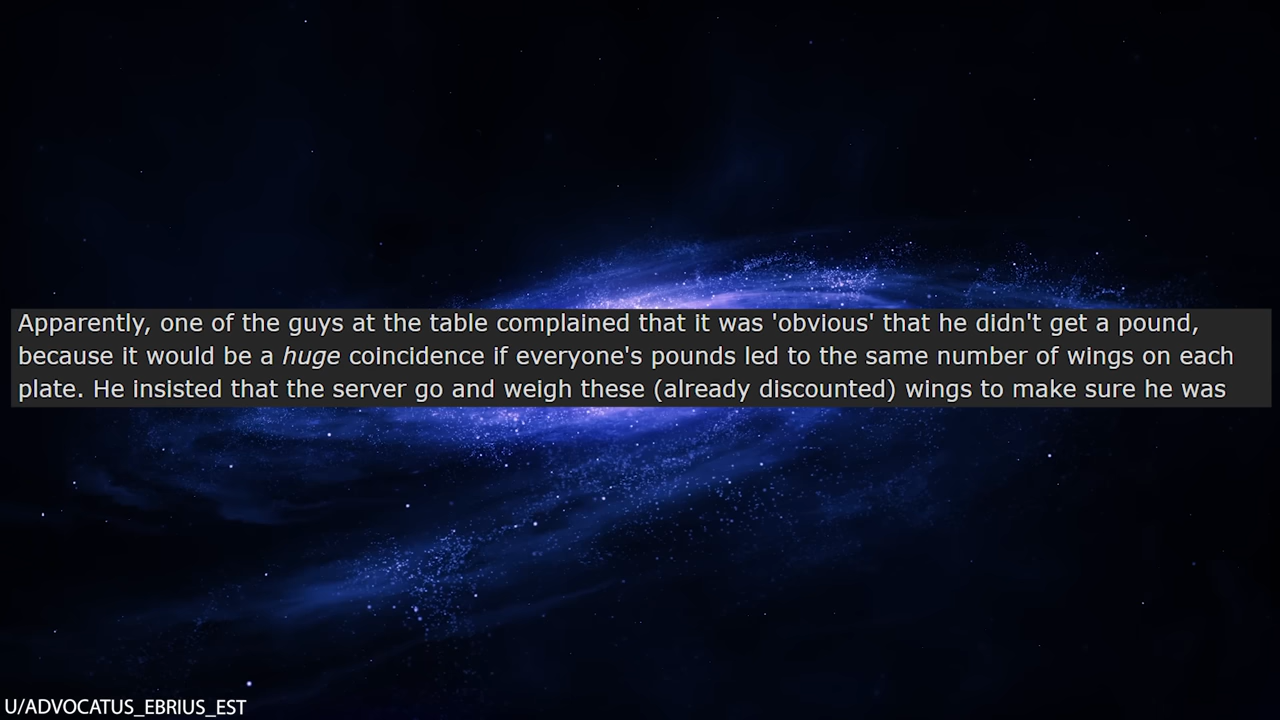 Apparently, one of the guys at the table complained that it was 'obvious' that he didn't get a pound,
because it would be a huge coincidence if everyone's pounds led to the same number of wings on each
plate. He insisted that the server go and weigh these (already discounted) wings to make sure he was
U/ADVOCATUS_EBRIUS_EST